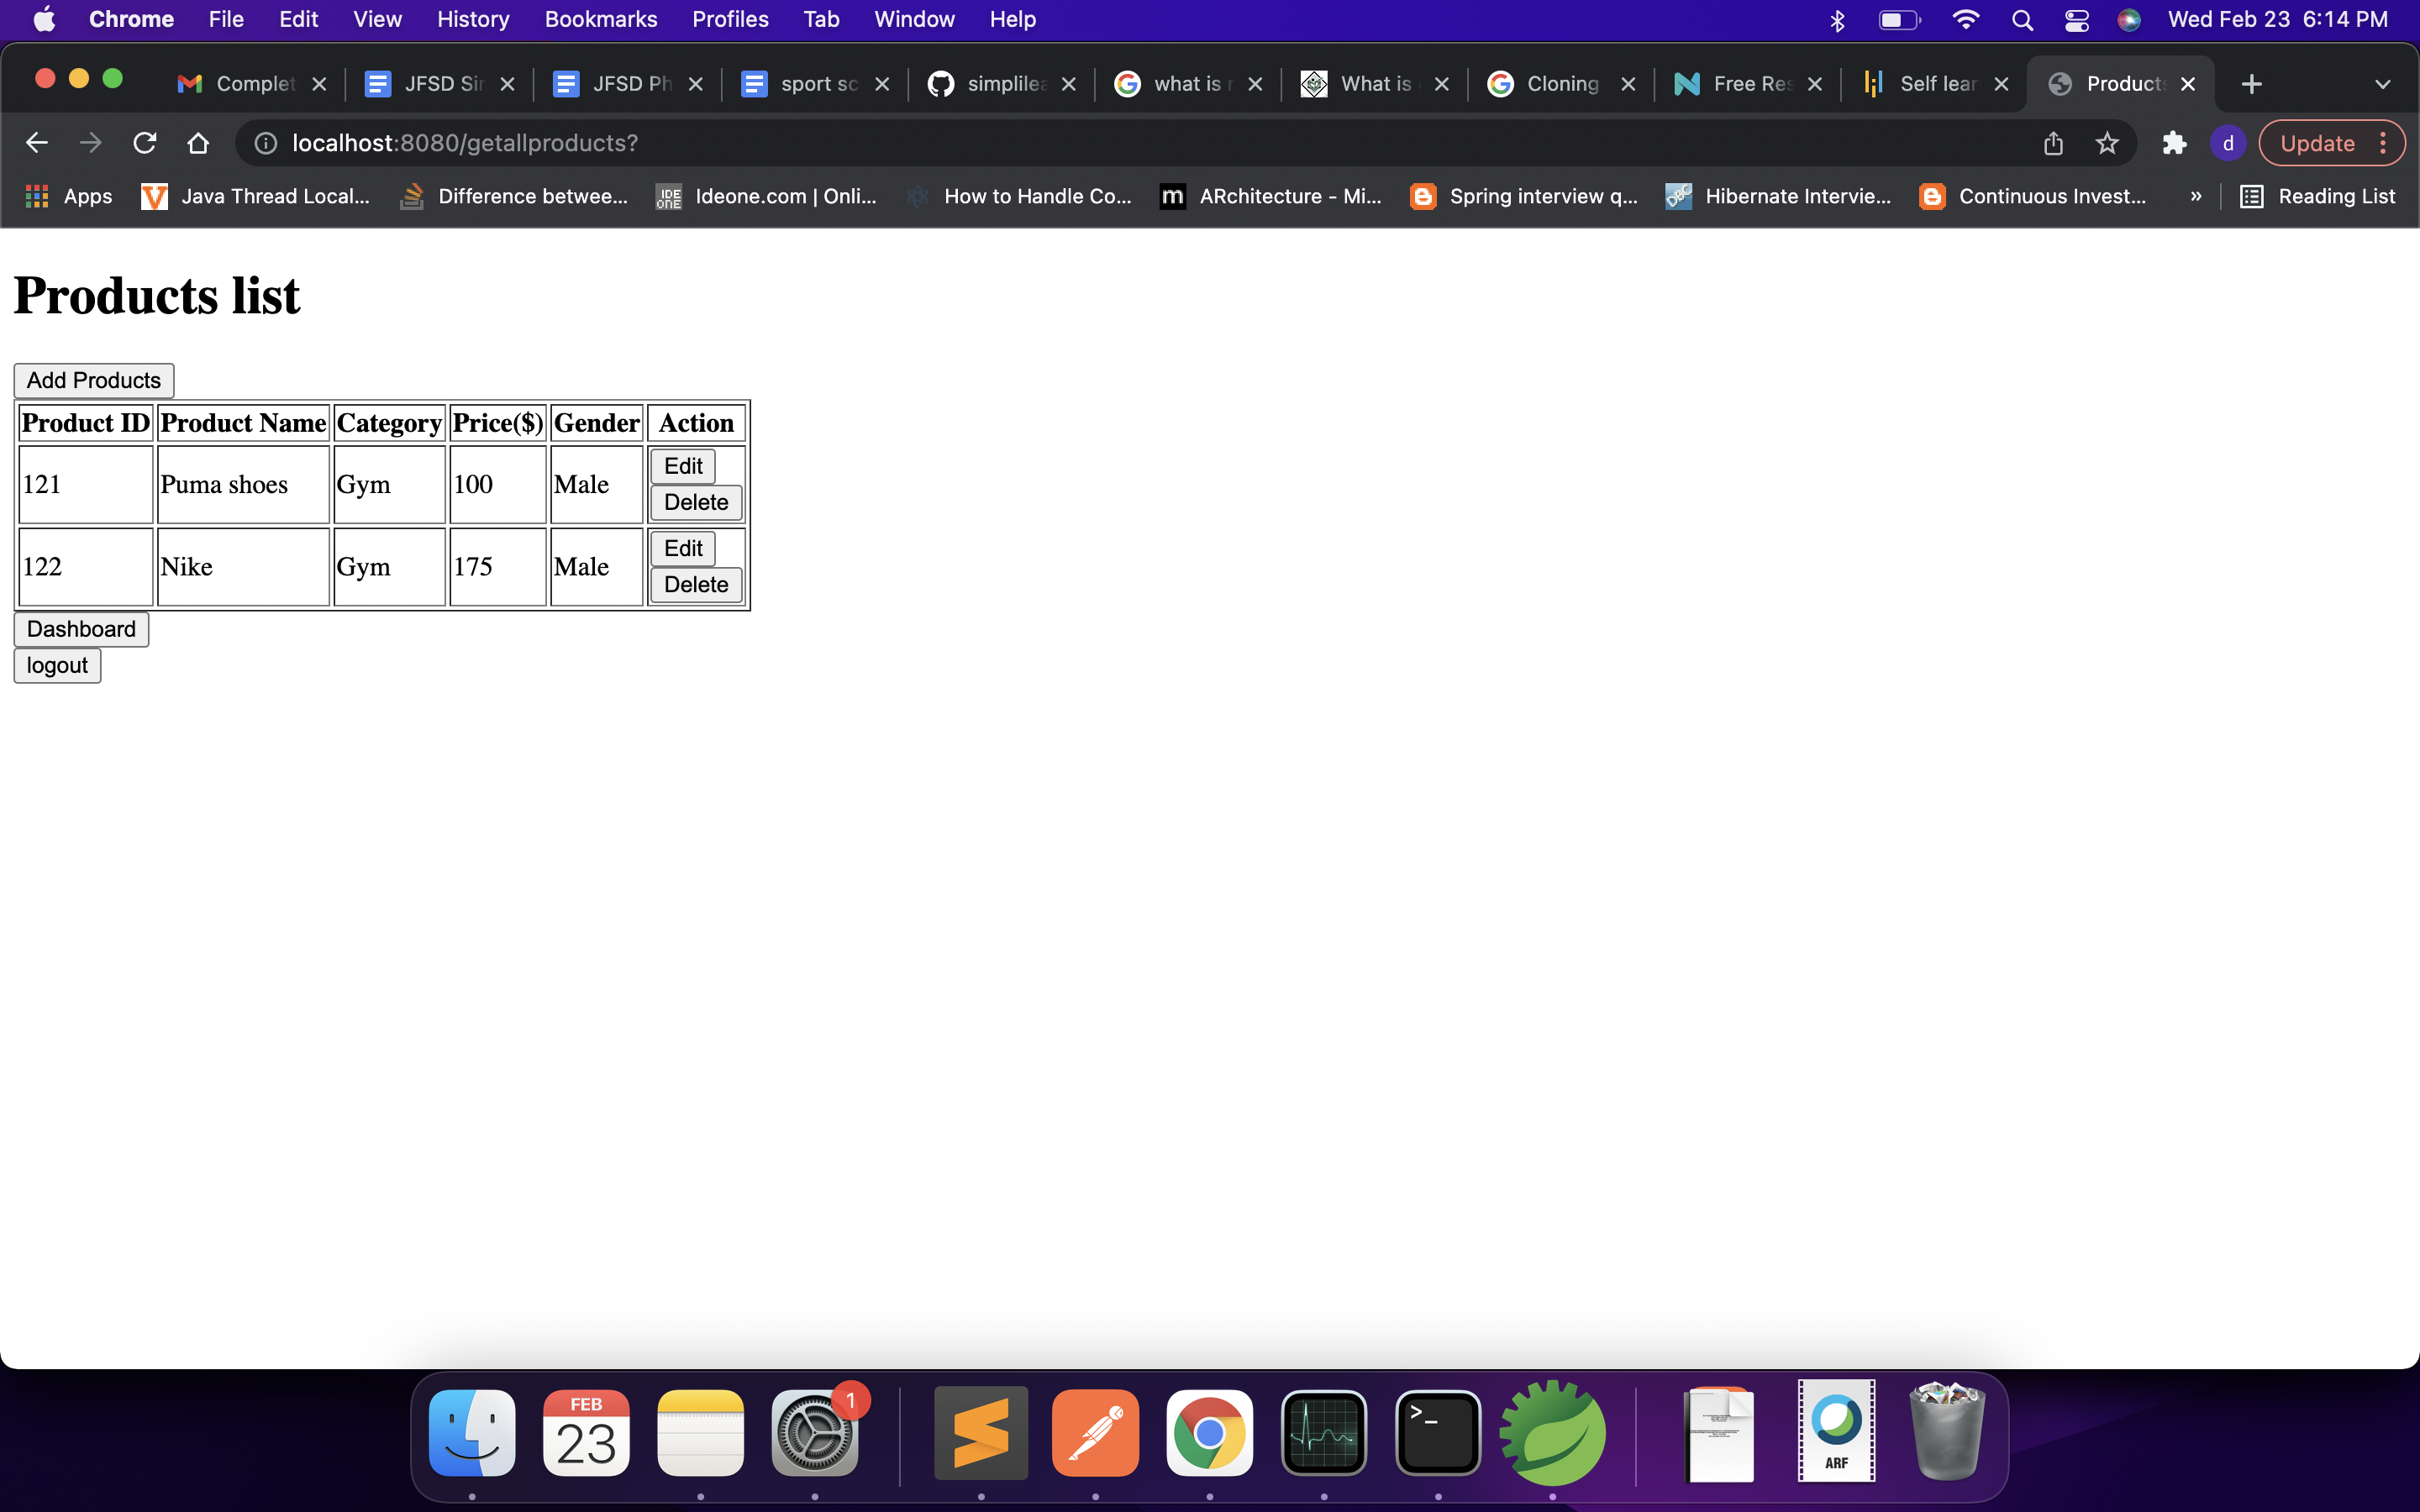 Chrome File Edit View History Bookmarks Profiles Tab Window Help Wed Feb 23 6:14 PM
Complet JFSD Sir JFSD Ph sport sc simplilea what is What is Cloning Free Res Self lear Product
localhost:8080/getallproducts? d Update
Apps Java Thread Local... Difference betwee... IDE ONE Ideone.com | Onli... How to Handle Co... m ARchitecture - Mi... Spring interview q... Hibernate Intervie... Continuous Invest... » Reading List
Products list
Add Products
Product ID Product Name Category Price($) Gender Action
121 Puma shoes Gym 100 Male Edit
Delete
122 Nike Gym 175 Male Edit
Delete
Dashboard
logout
FEB 1
23 >_
ARF